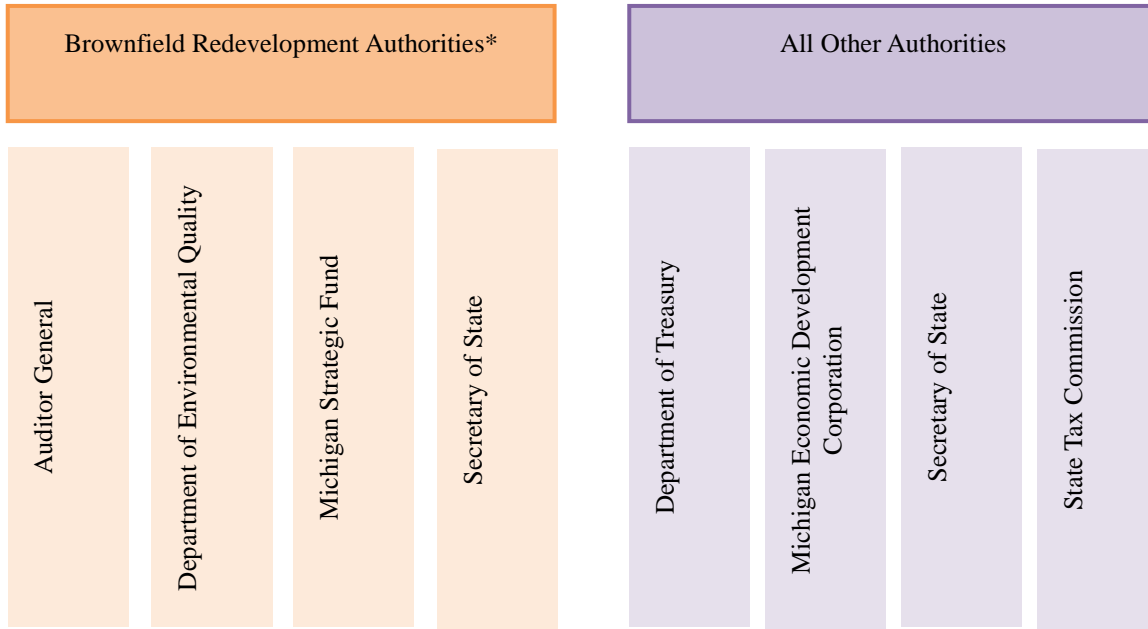 Brownfield Redevelopment Authorities*
All Other Authorities
Auditor General
Department of Environmental Quality
Michigan Strategic Fund
Secretary of State
Department of Treasury
Michigan Economic Development
Corporation
Secretary of State
State Tax Commission